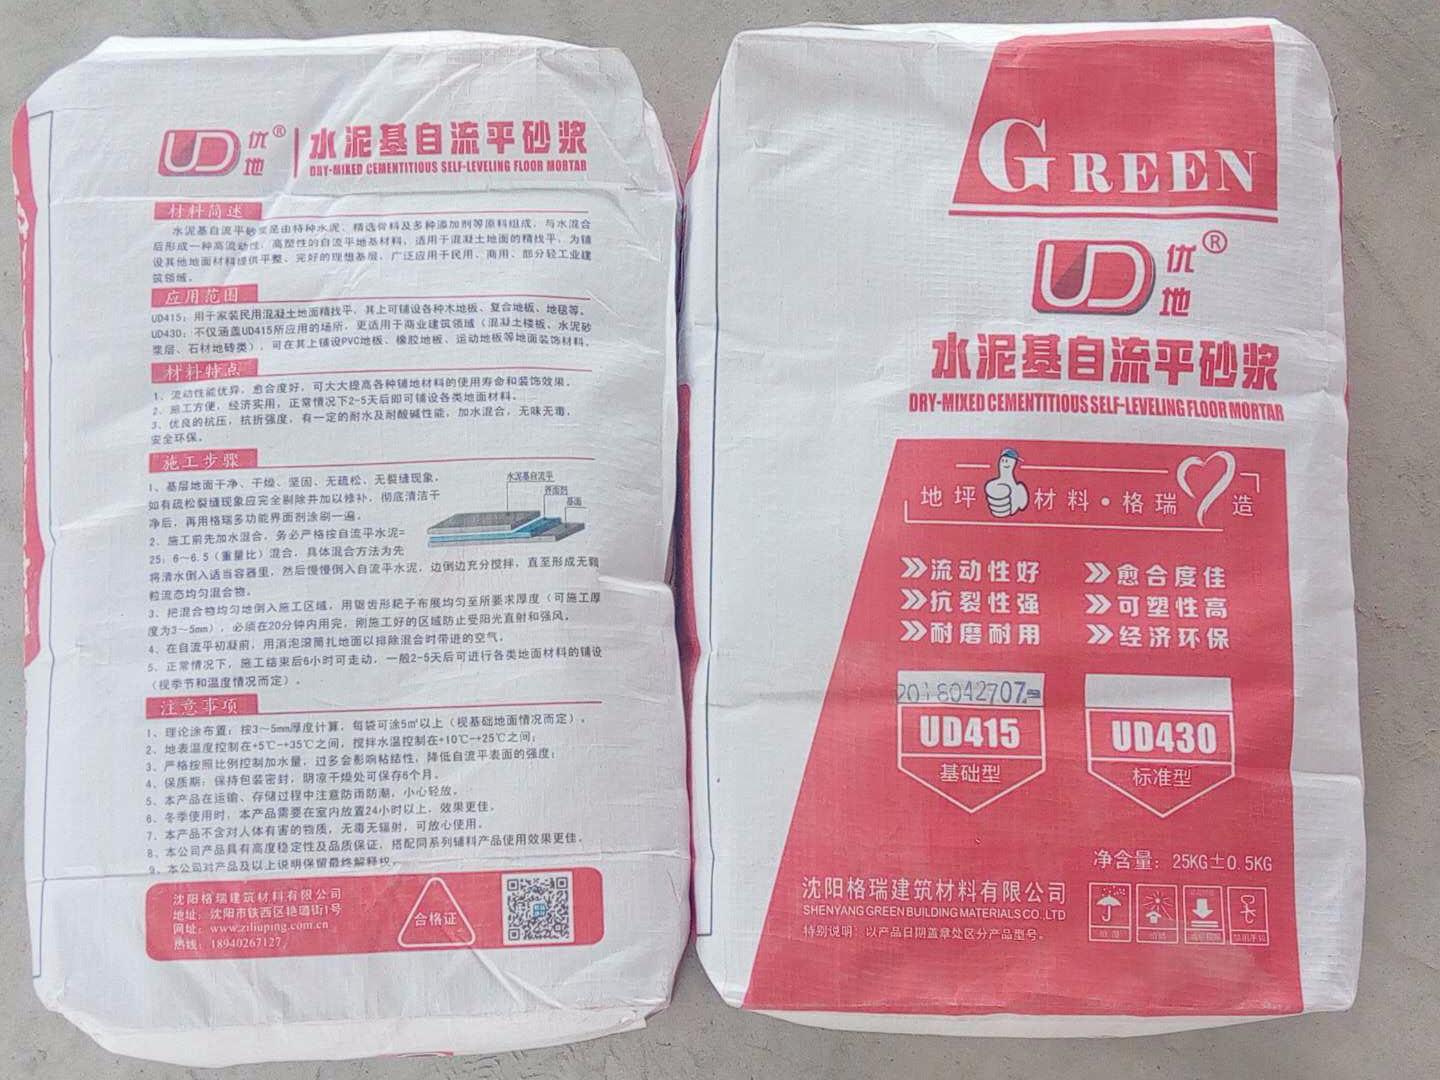 UD 优地® 水泥基自流平砂浆
DRY-MIXED CEMENTITIOUS SELF-LEVELING FLOOR MORTAR
材料简述
水泥基自流平砂浆是由特种水泥、精选骨料及多种添加剂等原料组成，与水混合
后形成一种高流动性，高塑性的自流平地基材料，适用于混凝土地面的精找平，为铺
设其他地面材料提供平整、完好的理想基层，广泛应用于民用、商用、部分轻工业建
筑领域。
应用范围
UD415：用于家装民用混凝土地面精找平，其上可铺设各种木地板、复合地板、地毯等。
UD430：不仅涵盖UD415所应用的场所，更适用于商业建筑领域（混凝土楼板、水泥砂
浆层、石材地砖类），可在其上铺设PVC地板、橡胶地板、运动地板等地面装饰材料。
材料特点
1、流动性能优异，愈合度好，可大大提高各种铺地材料的使用寿命和装饰效果。
2、施工方便，经济实用，正常情况下2-5天后即可铺设各类地面材料。
3、优良的抗压，抗折强度，有一定的耐水及耐酸碱性能，加水混合，无味无毒，
安全环保。
施工步骤
1、基层地面干净、干燥、坚固、无疏松、无裂缝现象，
如有疏松裂缝现象应完全剔除并加以修补，彻底清洁干
净后，再用格瑞多功能界面剂涂刷一遍。
2、施工前先加水混合，务必严格按自流平水泥=
25：6～6.5（重量比）混合，具体混合方法为先
将清水倒入适当容器里，然后慢慢倒入自流平水泥，边倒边充分搅拌，直至形成无颗
粒流态均匀混合物。
3、把混合物均匀地倒入施工区域，用锯齿形耙子布展均匀至所要求厚度（可施工厚
度为3～5mm），必须在20分钟内用完，刚施工好的区域防止受阳光直射和强风。
4、在自流平初凝前，用消泡滚筒扎地面以排除混合时带进的空气。
5、正常情况下，施工结束后6小时可走动，一般2-5天后可进行各类地面材料的铺设
（视季节和温度情况而定）。
水泥基自流平
界面剂
基面
注意事项
1、理论涂布置：按3～5mm厚度计算，每袋可涂5㎡以上（视基础地面情况而定）。
2、地表温度控制在+5℃-+35℃之间，搅拌水温控制在+10℃-+25℃之间；
3、严格按照比例控制加水量，过多会影响粘结性，降低自流平表面的强度；
4、保质期：保持包装密封，阴凉干燥处可保存6个月。
5、本产品在运输、存储过程中注意防雨防潮，小心轻放。
6、冬季使用时，本产品需要在室内放置24小时以上，效果更佳。
7、本产品不含对人体有害的物质，无毒无辐射，可放心使用。
8、本公司产品具有高度稳定性及品质保证，搭配同系列辅料产品使用效果更佳。
9、本公司对产品及以上说明保留最终解释权。
沈阳格瑞建筑材料有限公司
地址：沈阳市铁西区艳璐街1号
网址：www.ziliuping.com.cn
热线：18940267127
合格证
GREEN
UD 优地®
水泥基自流平砂浆
DRY-MIXED CEMENTITIOUS SELF-LEVELING FLOOR MORTAR
地坪 材料·格瑞 造
流动性好 愈合度佳
抗裂性强 可塑性高
耐磨耐用 经济环保
2018042707
UD415 UD430
基础型 标准型
净含量：25KG±0.5KG
沈阳格瑞建筑材料有限公司
SHENYANG GREEN BUILDING MATERIALS CO.,LTD
特别说明：以产品日期盖章处区分产品型号。